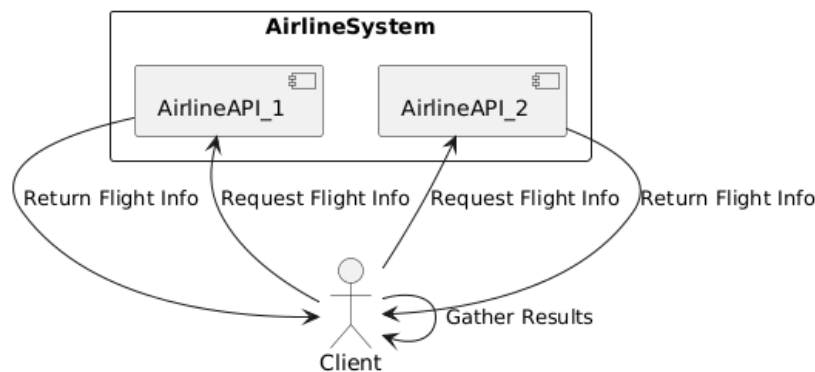 AirlineSystem
AirlineAPI_1
AirlineAPI_2
Return Flight Info
Request Flight Info
Request Flight Info
Return Flight Info
Gather Results
Client